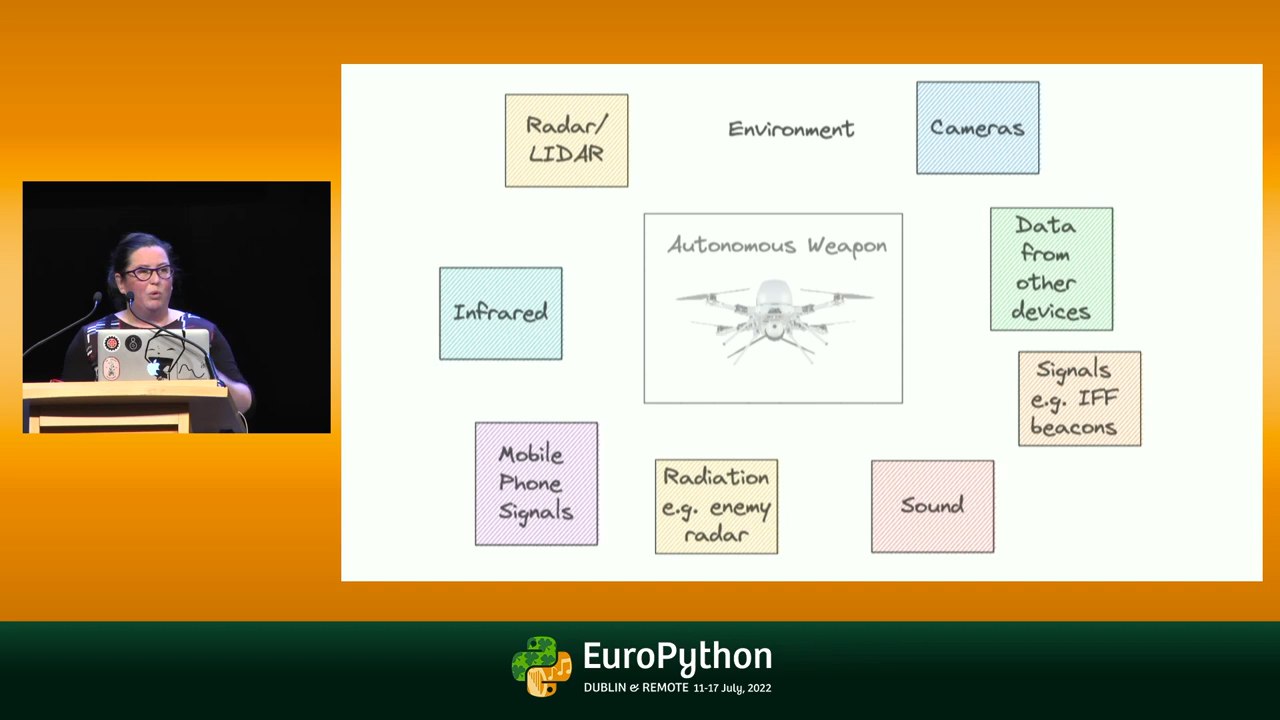 Radar/
LIDAR
Environment
Cameras
Autonomous Weapon
Data
from
other
devices
Infrared
Signals
e.g. IFF
beacons
Mobile
Phone
Signals
Radiation
e.g. enemy
radar
Sound
EuroPython
DUBLIN & REMOTE 11-17 July, 2022